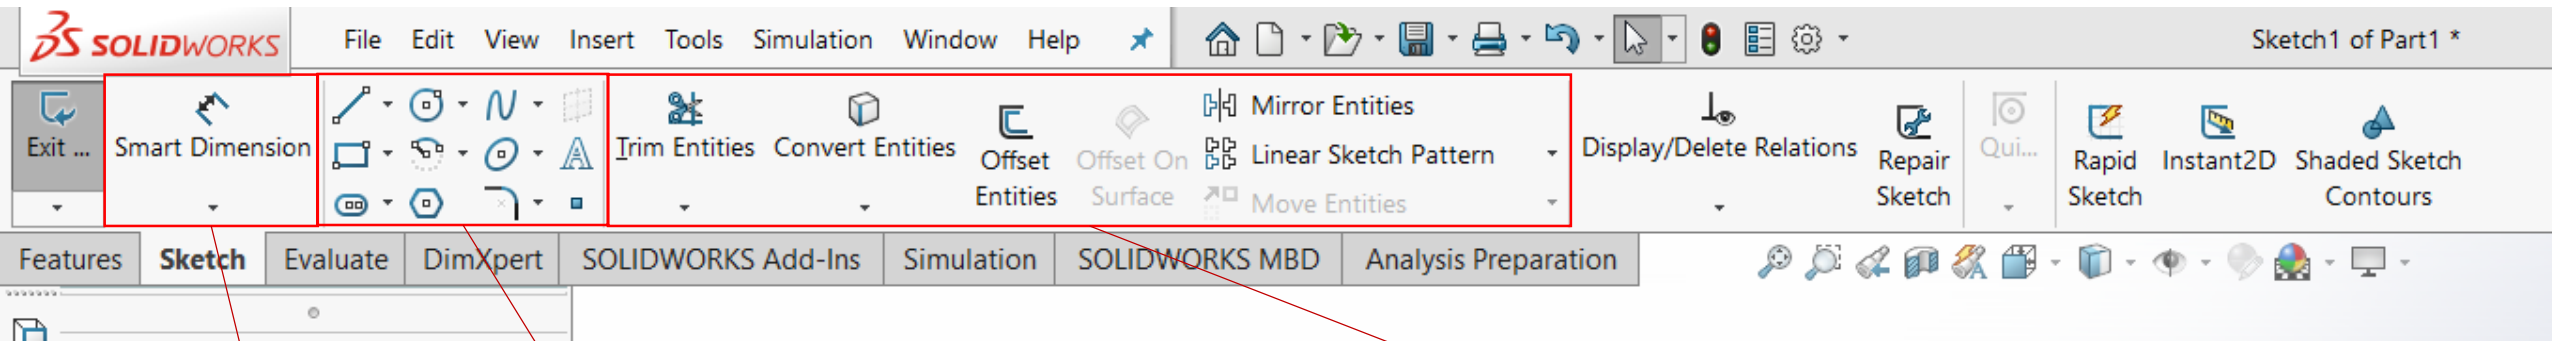 SOLIDWORKS File Edit View Insert Tools Simulation Window Help Sketch1 of Part1 *
Exit ... Smart Dimension Trim Entities Convert Entities Offset Entities Offset On Surface Mirror Entities
Linear Sketch Pattern
Move Entities
Display/Delete Relations Repair Sketch Qui... Rapid Sketch Instant2D Shaded Sketch Contours
Features Sketch Evaluate DimXpert SOLIDWORKS Add-Ins Simulation SOLIDWORKS MBD Analysis Preparation